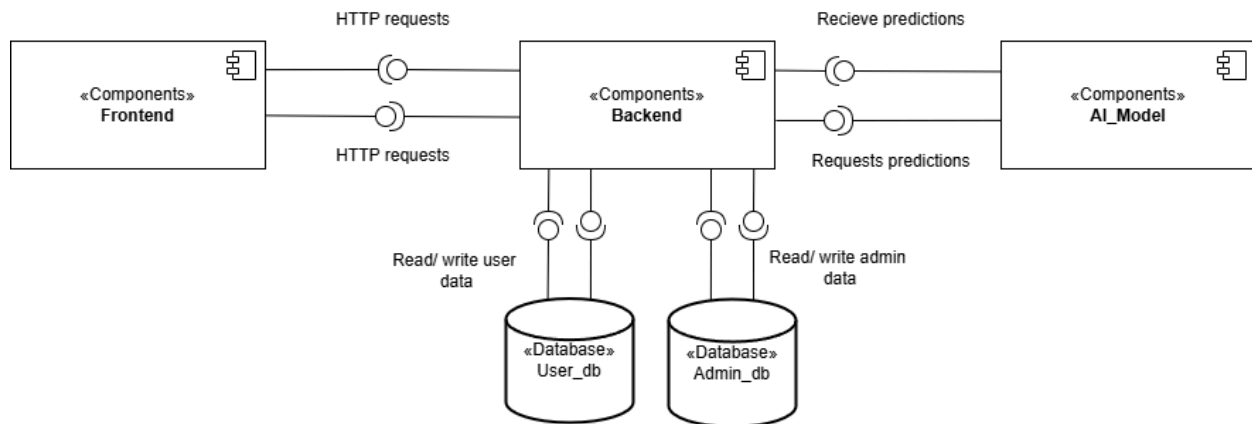 HTTP requests
Recieve predictions
«Components»
Frontend
«Components»
Backend
«Components»
AI_Model
HTTP requests
Requests predictions
Read/ write user
data
Read/ write admin
data
«Database»
User_db
«Database»
Admin_db